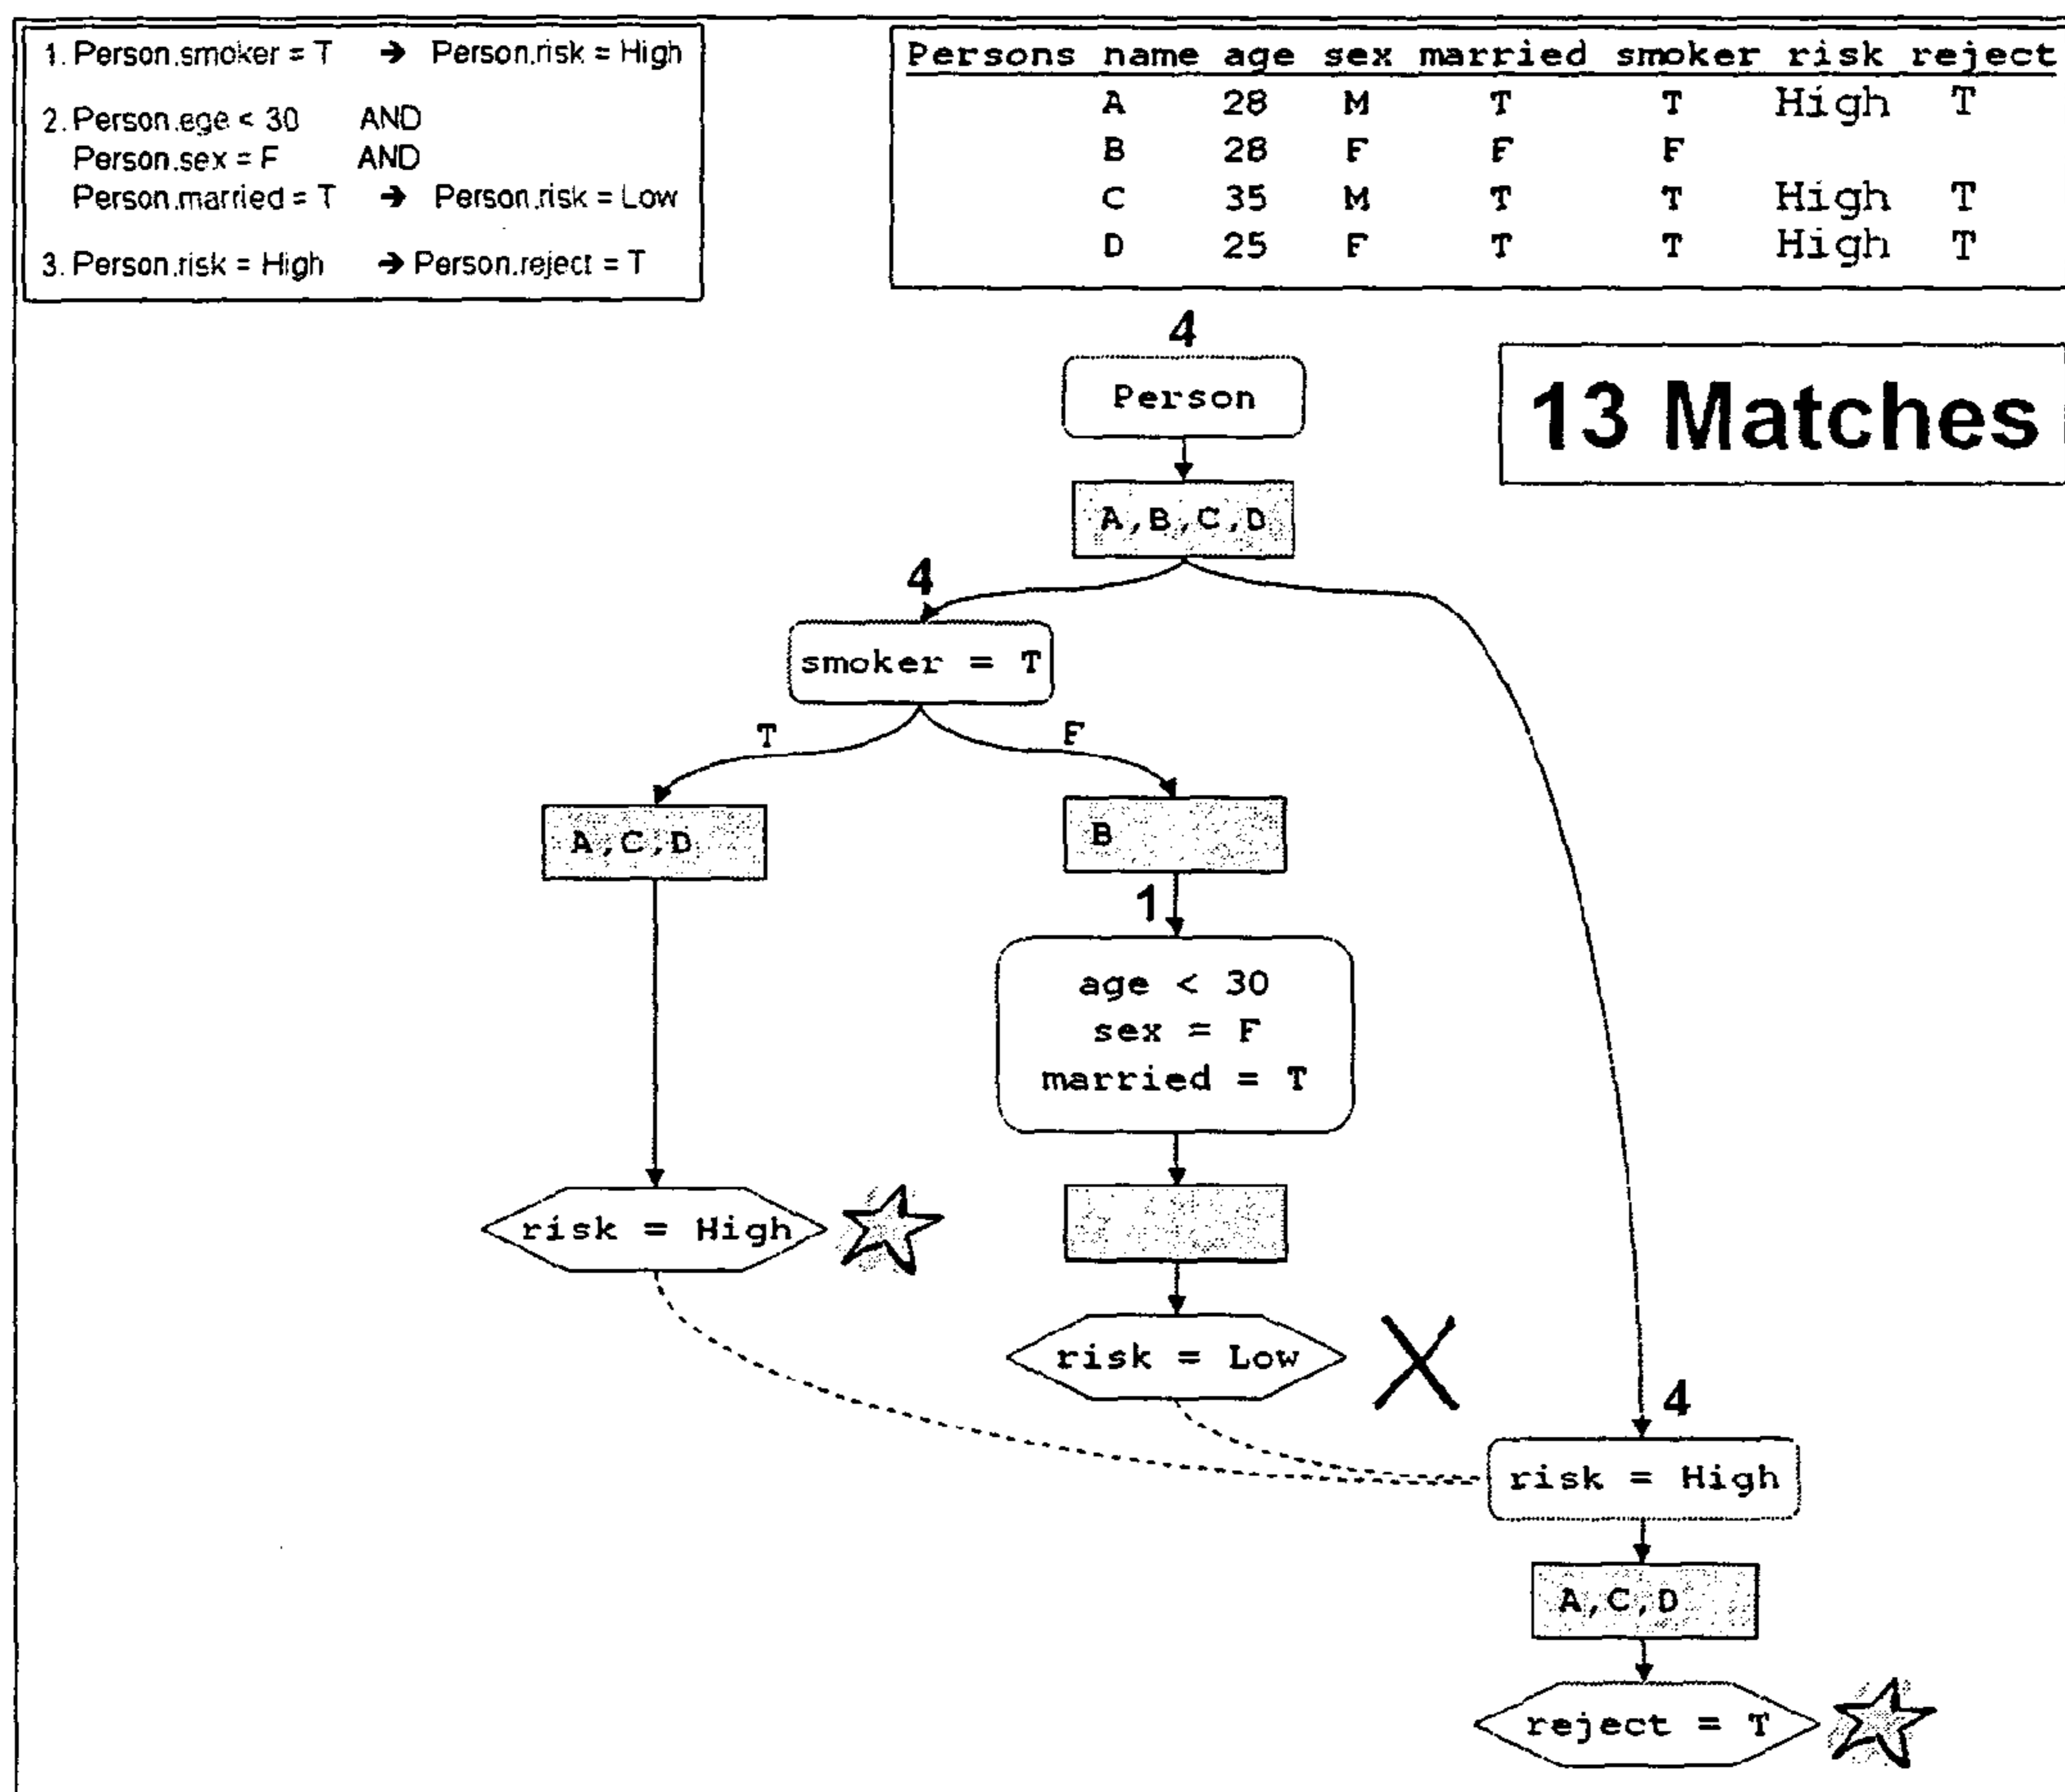 1. Person.smoker = T → Person.risk = High
2. Person.age < 30 AND
Person.sex = F AND
Person.married = T → Person.risk = Low
3. Person.risk = High → Person.reject = T
Persons name age sex married smoker risk reject
A 28 M T T High T
B 28 F F F
C 35 M T T High T
D 25 F T T High T
4
Person
13 Matches
A,B,C,D
4
smoker = T
T F
A,C,D
B
1
age < 30
sex = F
married = T
risk = High
risk = Low
4
risk = High
A,C,D
reject = T